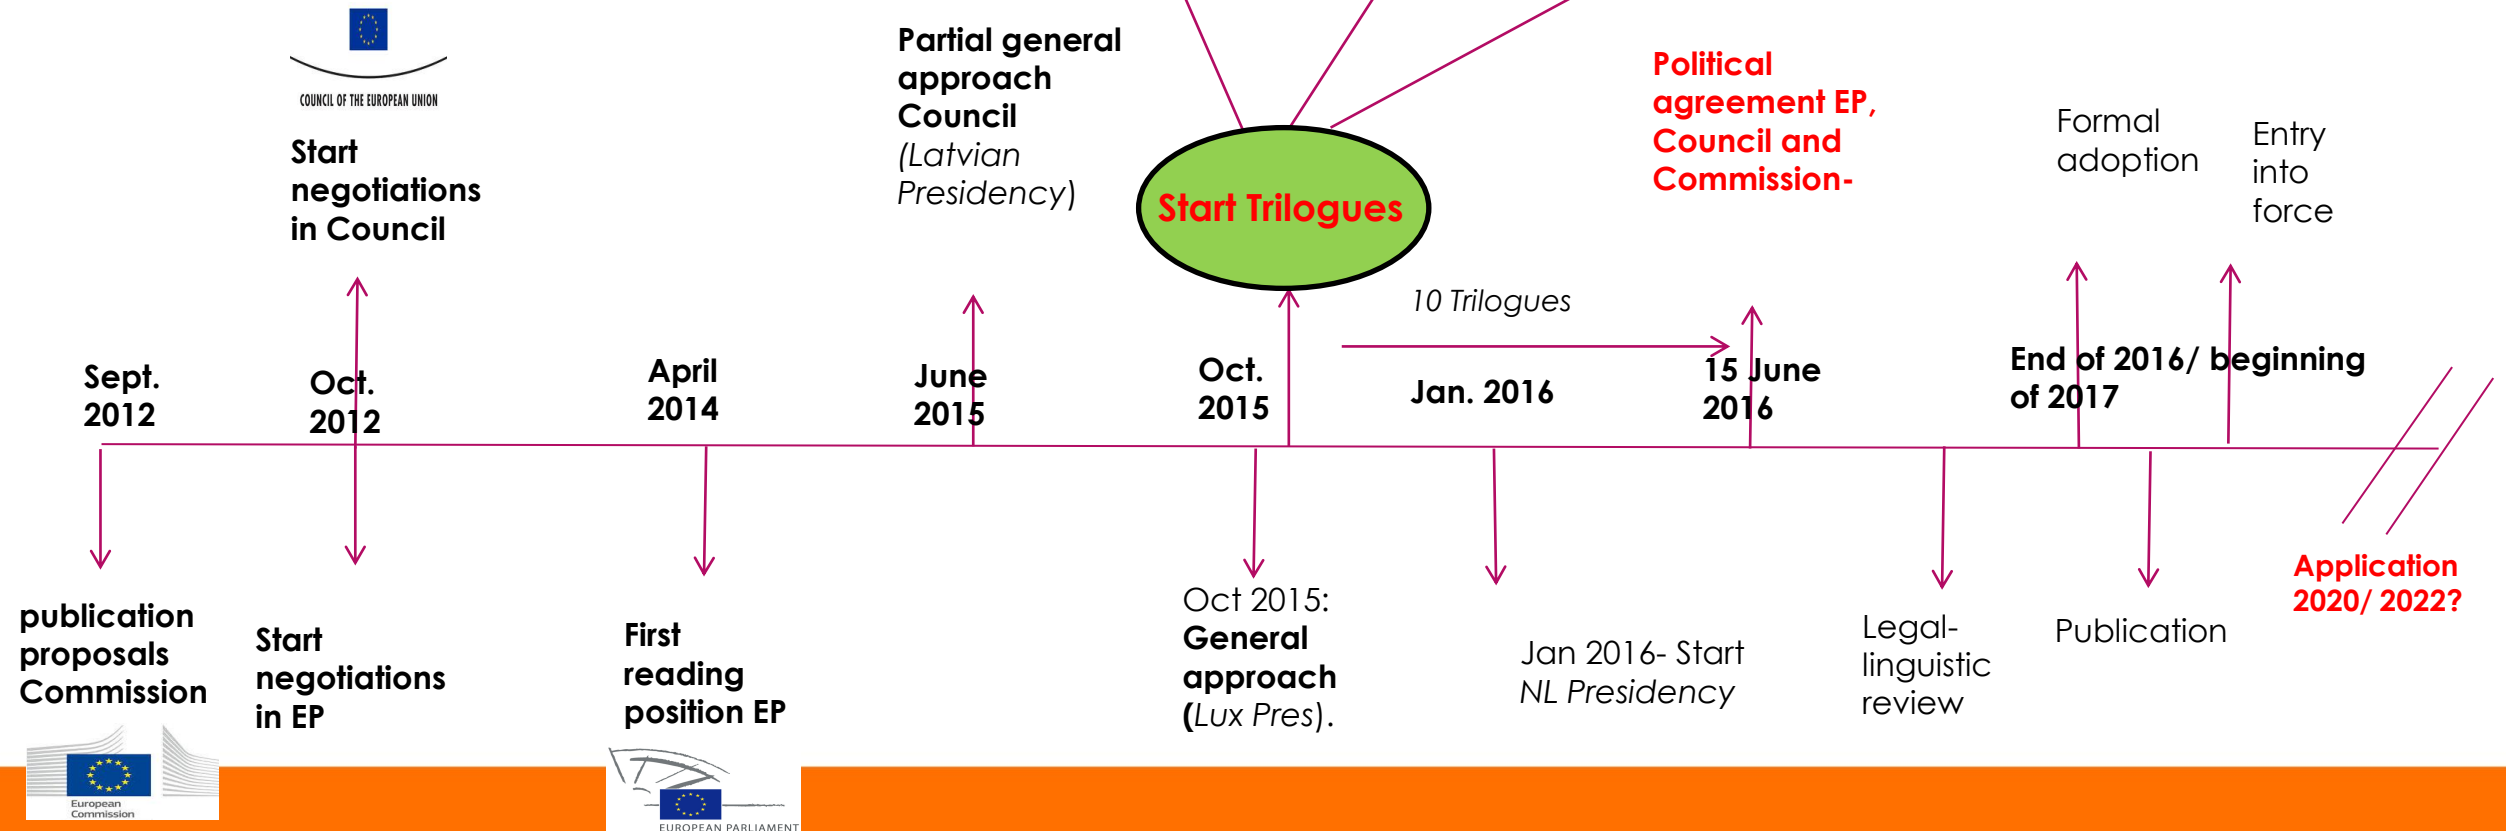 COUNCIL OF THE EUROPEAN UNION
Start
negotiations
in Council
Partial general
approach
Council
(Latvian
Presidency)
Start Trilogues
Political
agreement EP,
Council and
Commission-
Formal
adoption
Entry
into
force
10 Trilogues
Sept.
2012
Oct.
2012
April
2014
June
2015
Oct.
2015
Jan. 2016
15 June
2016
End of 2016/ beginning
of 2017
publication
proposals
Commission
Start
negotiations
in EP
First
reading
position EP
Oct 2015:
General
approach
(Lux Pres).
Jan 2016- Start
NL Presidency
Legal-
linguistic
review
Publication
Application
2020/ 2022?
European
Commission
EUROPEAN PARLIAMENT